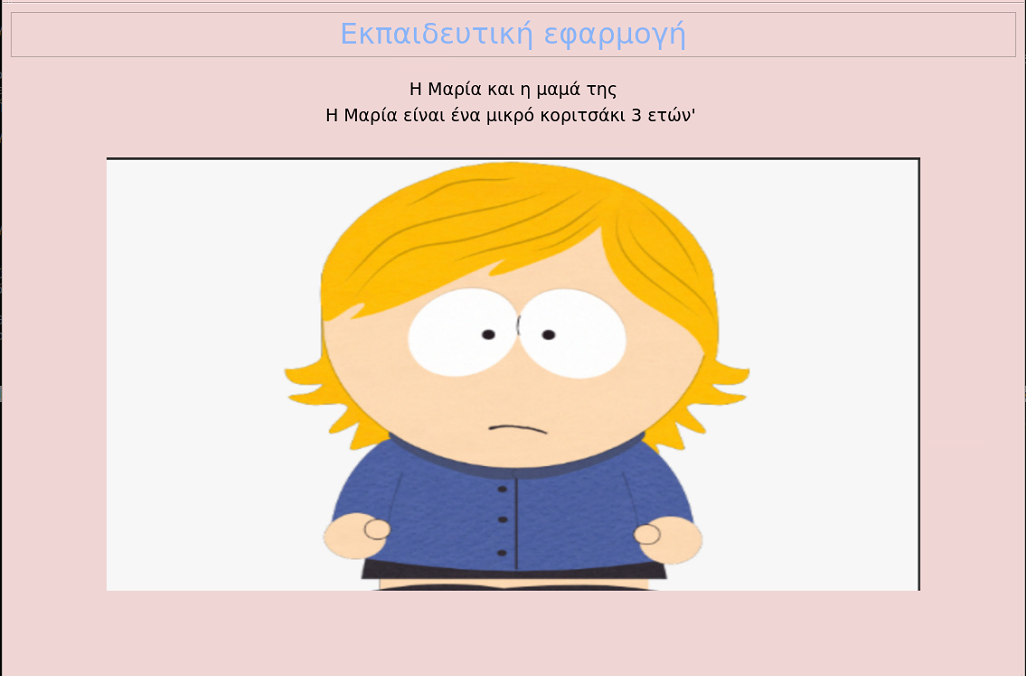 Εκπαιδευτική εφαρμογή
Η Μαρία και η μαμά της
Η Μαρία είναι ένα μικρό κοριτσάκι 3 ετών'